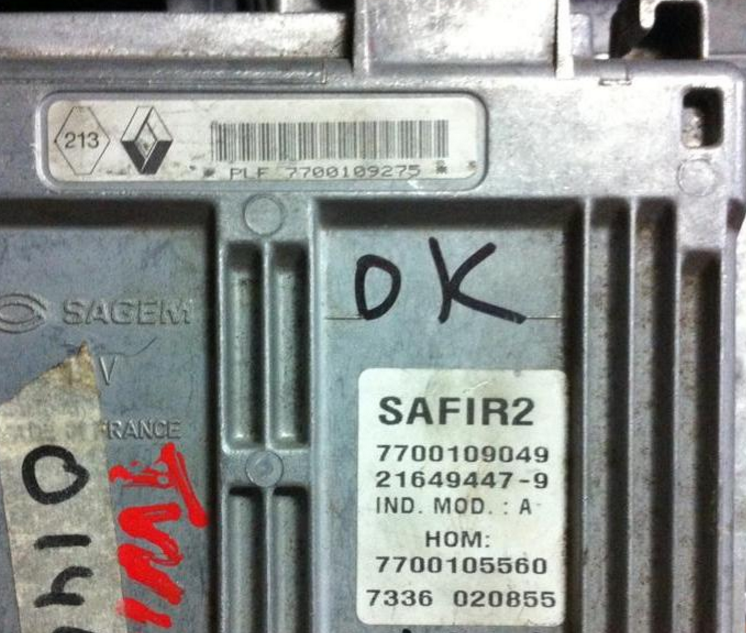 213
* PLF 7700109275 *
OK
SAGEM
V
FRANCE
SAFIR2
7700109049
21649447-9
IND. MOD. : A
HOM:
7700105560
7336 020855